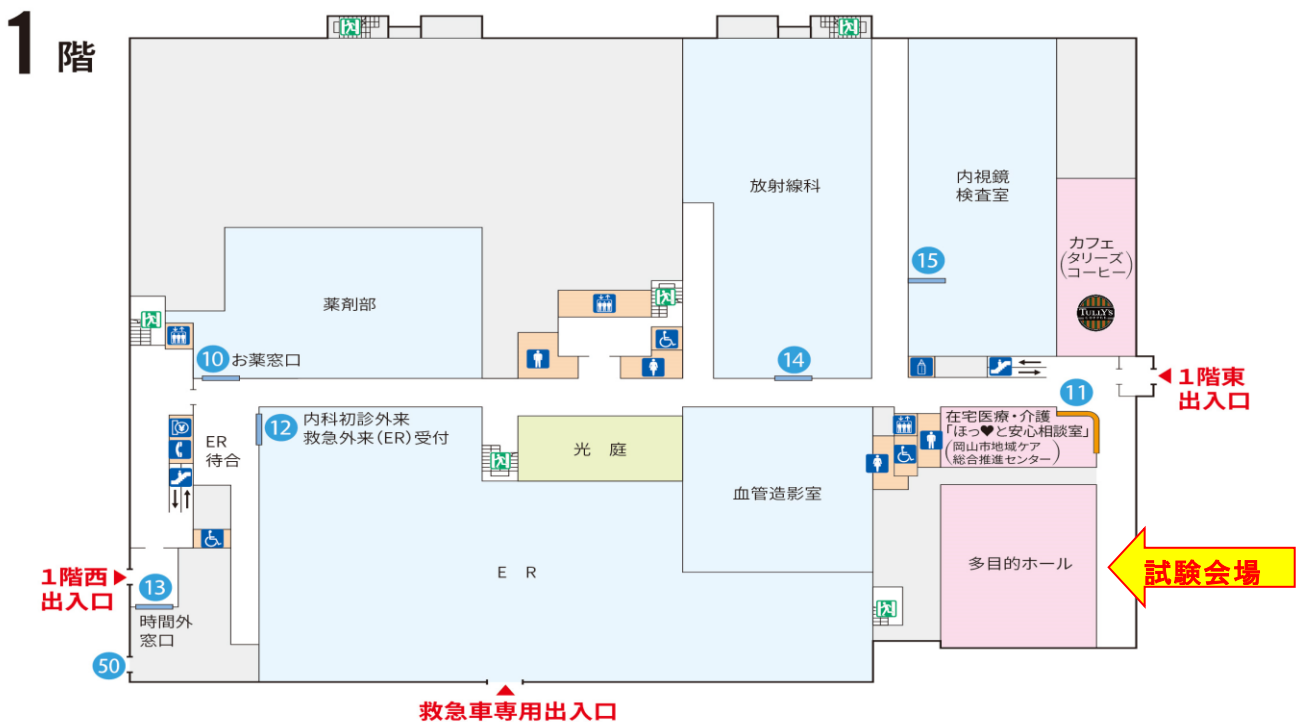 1 階
放射線科
内視鏡
検査室
カフェ
(タリーズ
コーヒー)
TULLY'S
COFFEE
15
薬剤部
10 お薬窓口
14
1階東
出入口
11
12 内科初診外来
救急外来(ER)受付
ER
待合
光 庭
在宅医療・介護
「ほっ♥と安心相談室」
(岡山市地域ケア
総合推進センター)
血管造影室
E R
多目的ホール
試験会場
1階西
出入口
13
時間外
窓口
50
救急車専用出入口